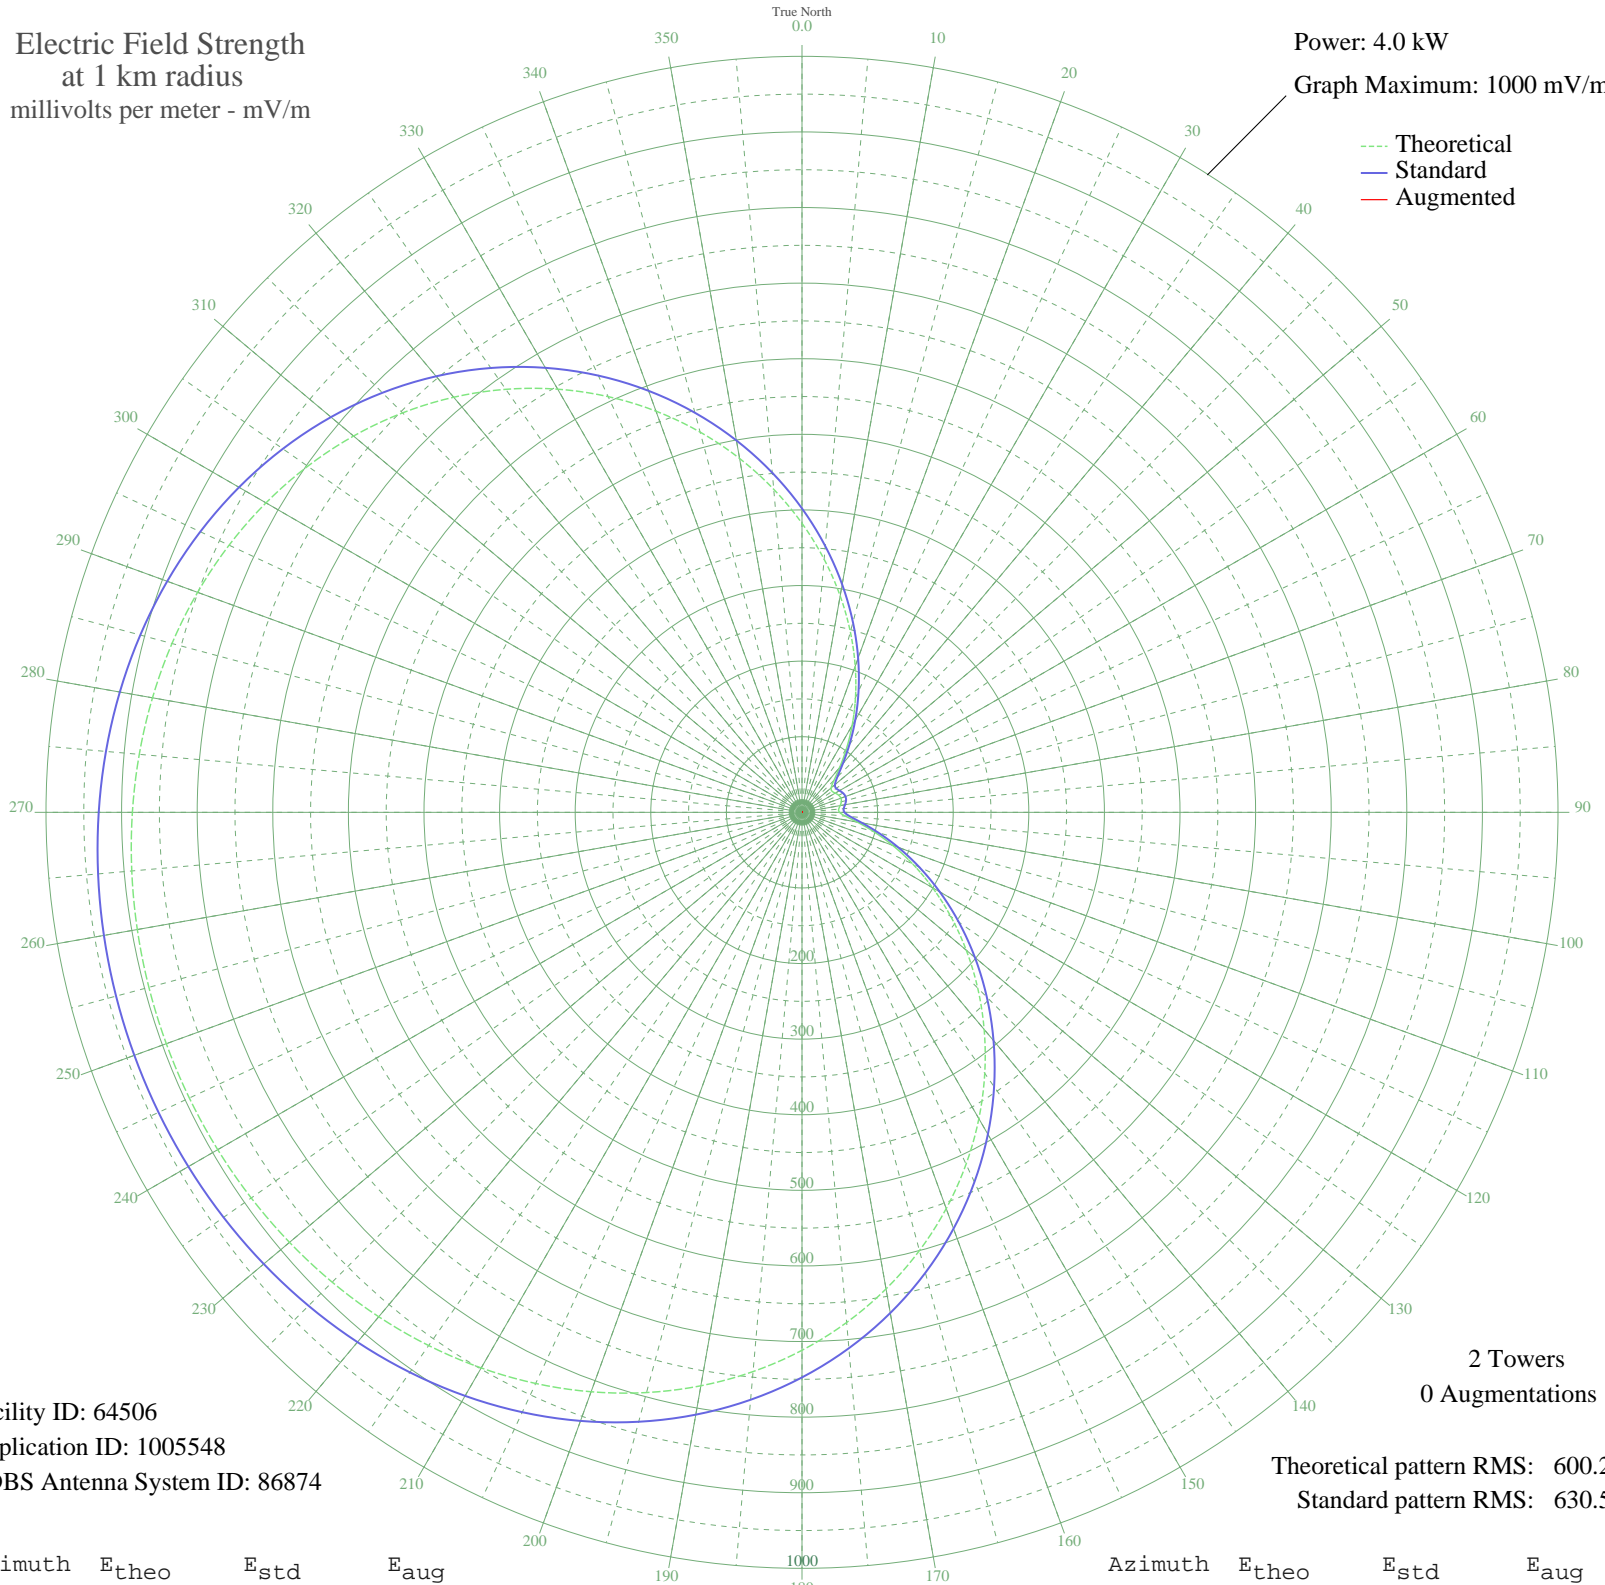 True North
0.0
Electric Field Strength
at 1 km radius
millivolts per meter - mV/m
Power: 4.0 kW
Graph Maximum: 1000 mV/m
Theoretical
Standard
Augmented
350
10
340
20
330
30
320
40
310
50
300
60
290
70
280
80
270
90
260
100
250
110
240
120
230
130
220
140
210
150
200
160
190
170
200
300
400
500
600
700
800
900
1000
2 Towers
0 Augmentations
cility ID: 64506
plication ID: 1005548
DBS Antenna System ID: 86874
Theoretical pattern RMS: 600.2
Standard pattern RMS: 630.5
imuth Etheo Estd Eaug
Azimuth Etheo Estd Eaug